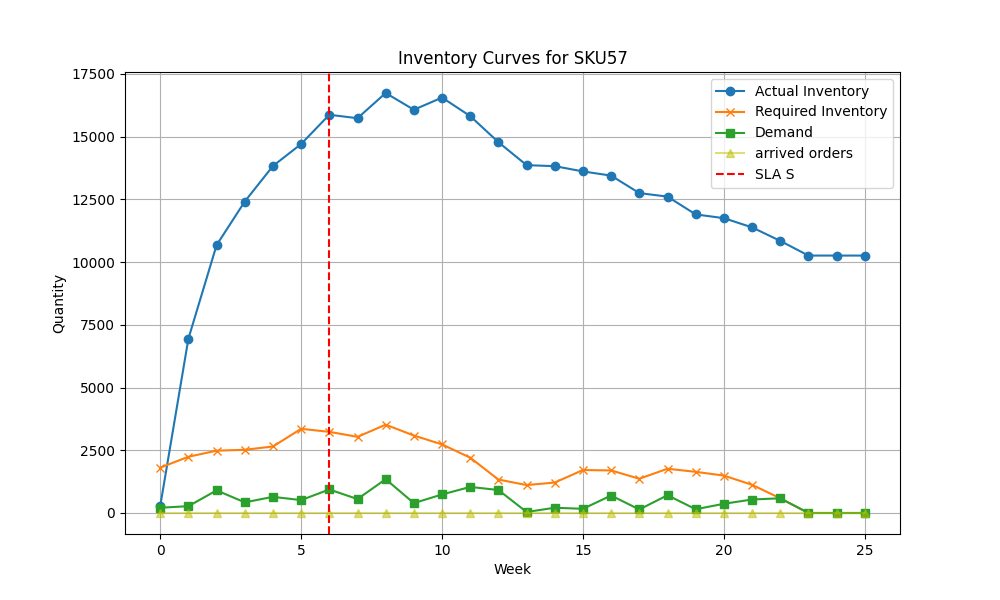 Inventory Curves for SKU57
17500
15000
12500
10000
7500
5000
2500
0
Quantity
Actual Inventory
Required Inventory
Demand
arrived orders
SLA S
0 5 10 15 20 25
Week